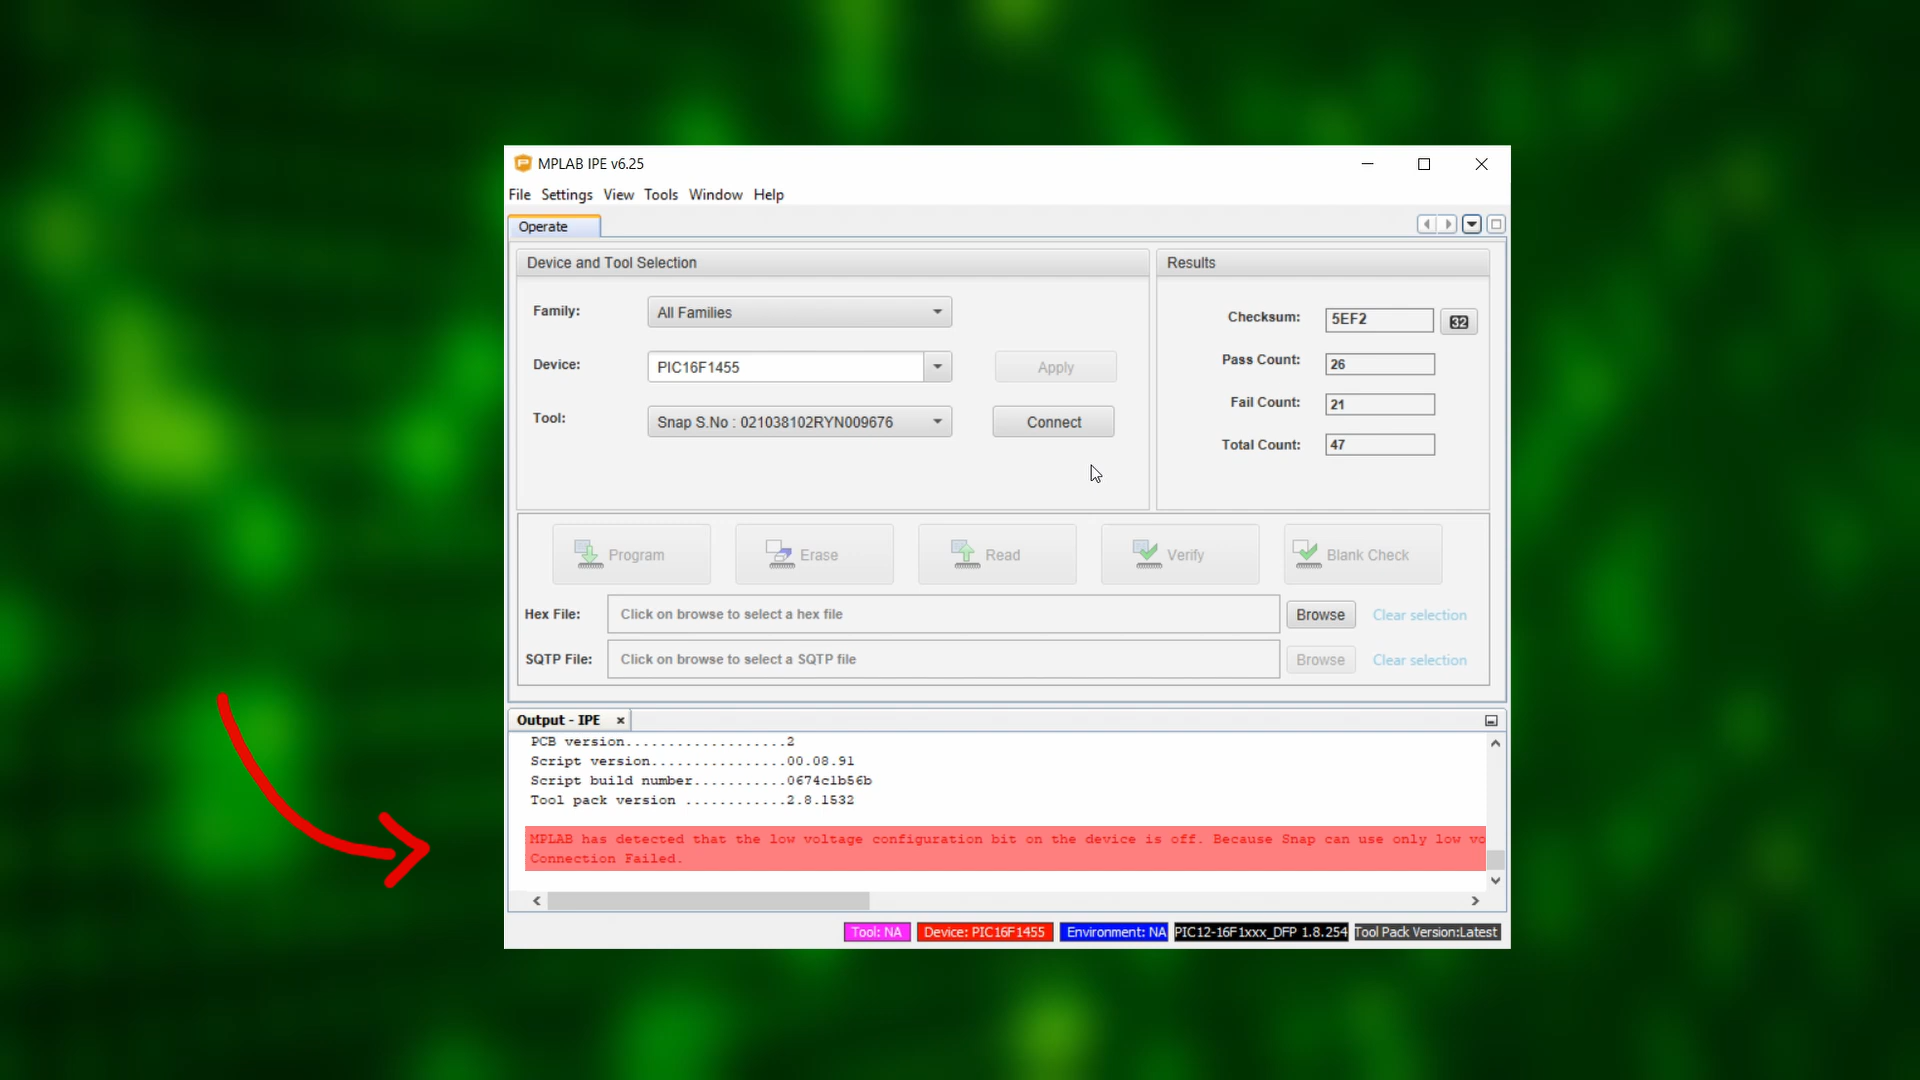 MPLAB IPE v6.25
File Settings View Tools Window Help
Operate
Device and Tool Selection
Family:
All Families
Device:
PIC16F1455
Apply
Tool:
Snap S.No : 021038102RYN009676
Connect
Results
Checksum:
5EF2
32
Pass Count:
26
Fail Count:
21
Total Count:
47
Program
Erase
Read
Verify
Blank Check
Hex File:
Click on browse to select a hex file
Browse
Clear selection
SQTP File:
Click on browse to select a SQTP file
Browse
Clear selection
Output - IPE
PCB version...................2
Script version................00.08.91
Script build number...........0674c1b56b
Tool pack version ............2.8.1532
MPLAB has detected that the low voltage configuration bit on the device is off. Because Snap can use only low vo
Connection Failed.
Tool: NA
Device: PIC16F1455
Environment: NA
PIC12-16F1xxx_DFP 1.8.254
Tool Pack Version:Latest